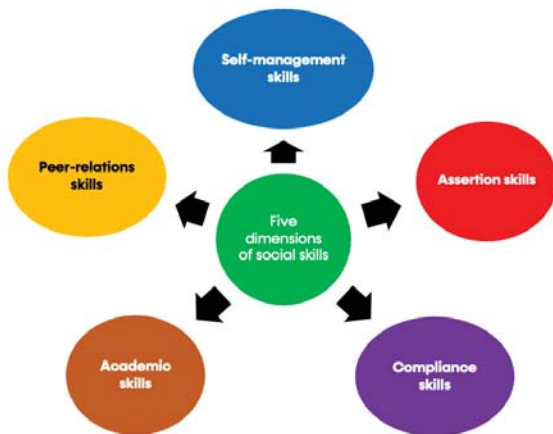 Self-management
skills
Peer-relations
skills
Assertion skills
Five
dimensions
of social skills
Academic
skills
Compliance
skills